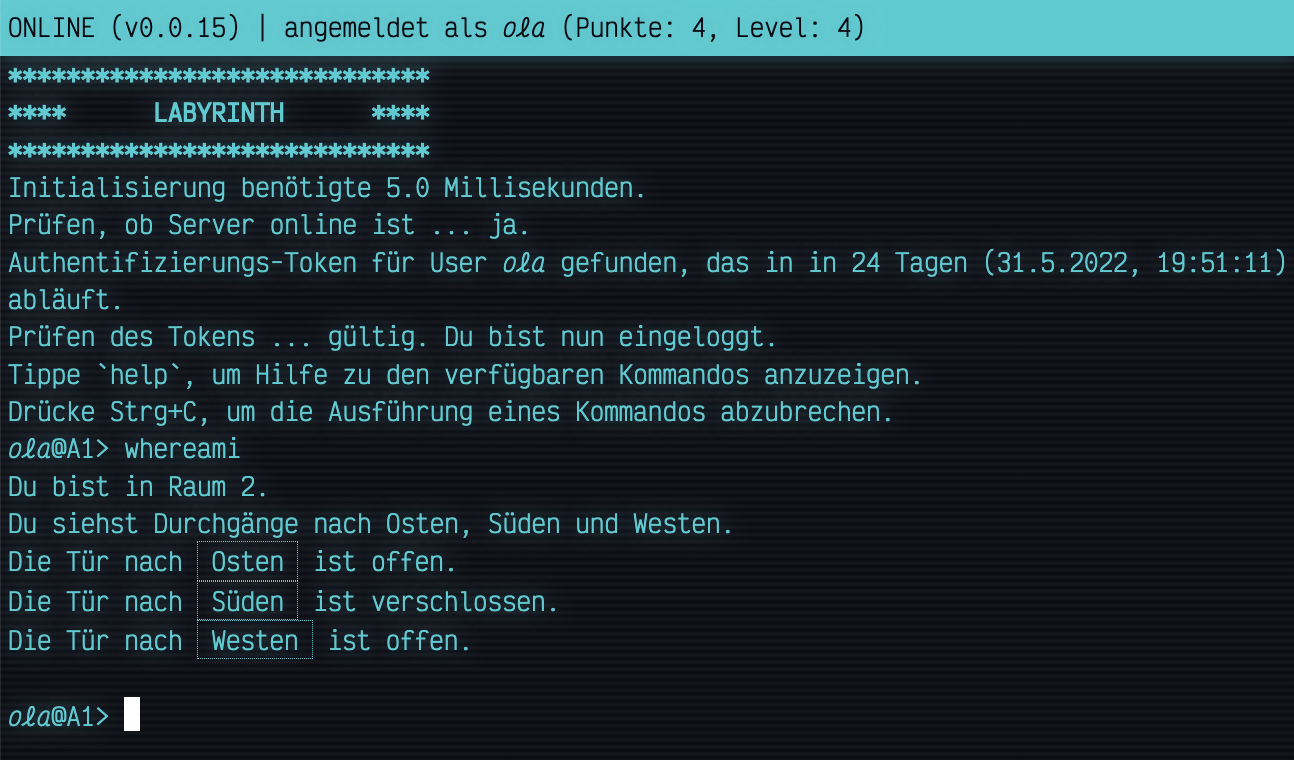 ONLINE (v0.0.15) | angemeldet als ola (Punkte: 4, Level: 4)
*****************************
****      LABYRINTH      ****
*****************************
Initialisierung benötigte 5.0 Millisekunden.
Prüfen, ob Server online ist ... ja.
Authentifizierungs-Token für User ola gefunden, das in in 24 Tagen (31.5.2022, 19:51:11)
abläuft.
Prüfen des Tokens ... gültig. Du bist nun eingeloggt.
Tippe `help`, um Hilfe zu den verfügbaren Kommandos anzuzeigen.
Drücke Strg+C, um die Ausführung eines Kommandos abzubrechen.
ola@A1> whereami
Du bist in Raum 2.
Du siehst Durchgänge nach Osten, Süden und Westen.
Die Tür nach Osten ist offen.
Die Tür nach Süden ist verschlossen.
Die Tür nach Westen ist offen.
ola@A1>